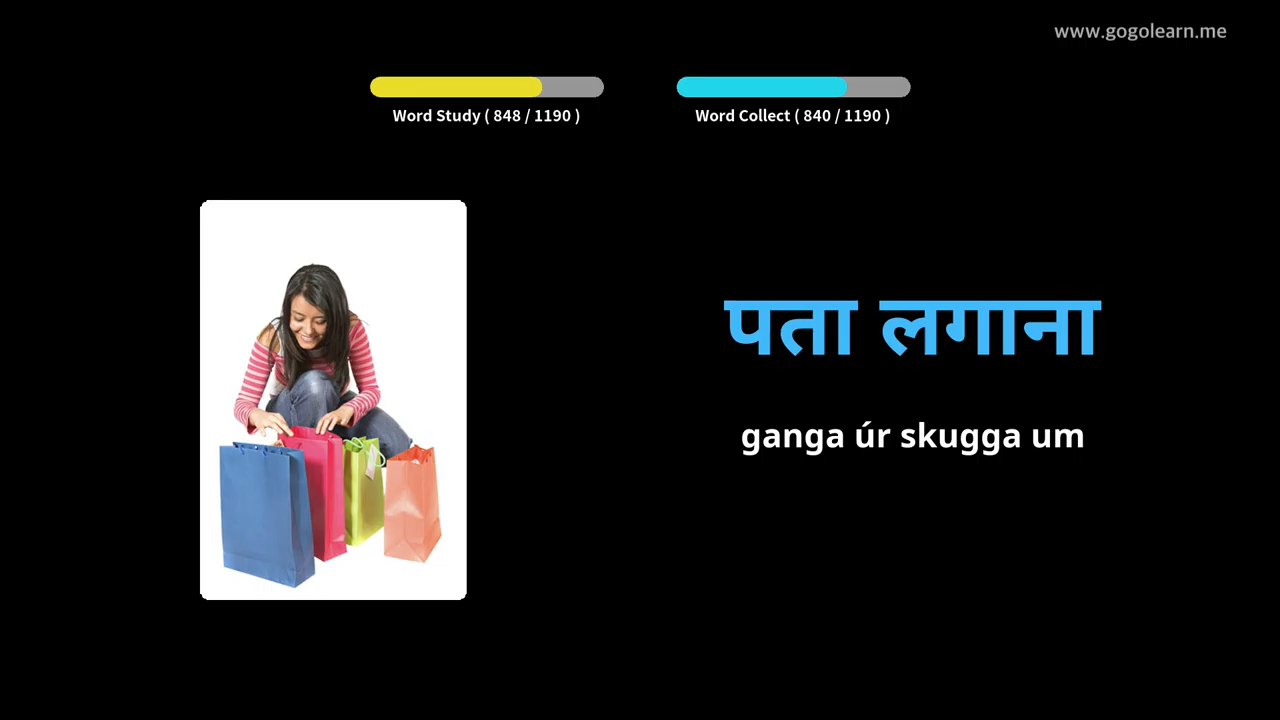 www.gogolearn.me
Word Study ( 848 / 1190 )
Word Collect ( 840 / 1190 )
पता लगाना
ganga úr skugga um